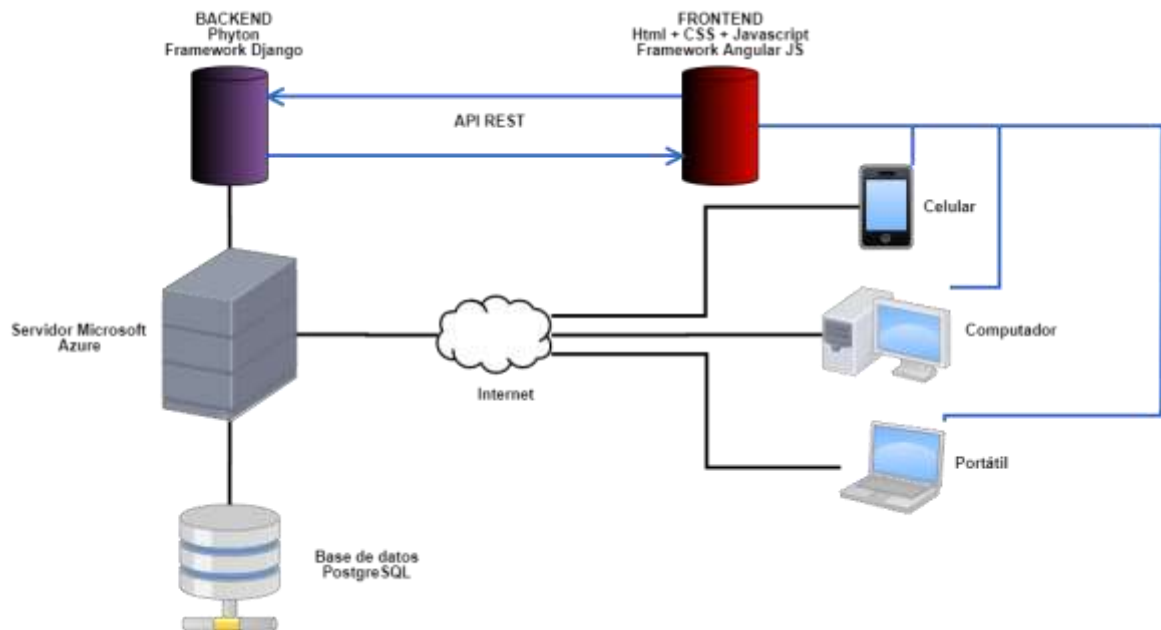 BACKEND
Phyton
Framework Django
FRONTEND
Html + CSS + Javascript
Framework Angular JS
API REST
Celular
Servidor Microsoft
Azure
Internet
Computador
Portátil
Base de datos
PostgreSQL